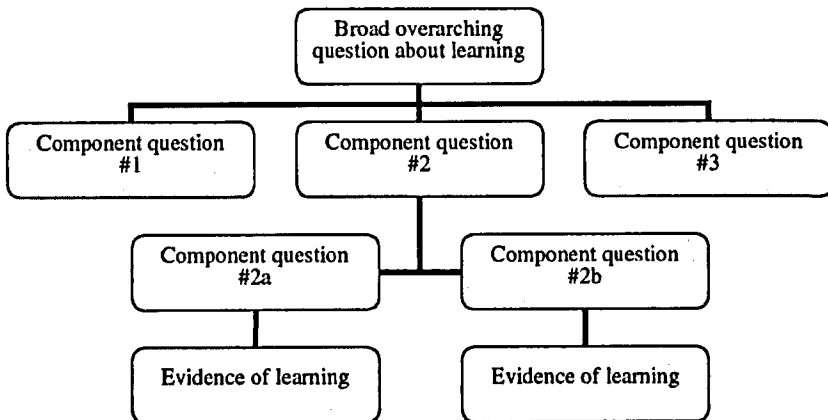 Broad overarching
question about learning
Component question
#1
Component question
#2
Component question
#3
Component question
#2a
Component question
#2b
Evidence of learning
Evidence of learning